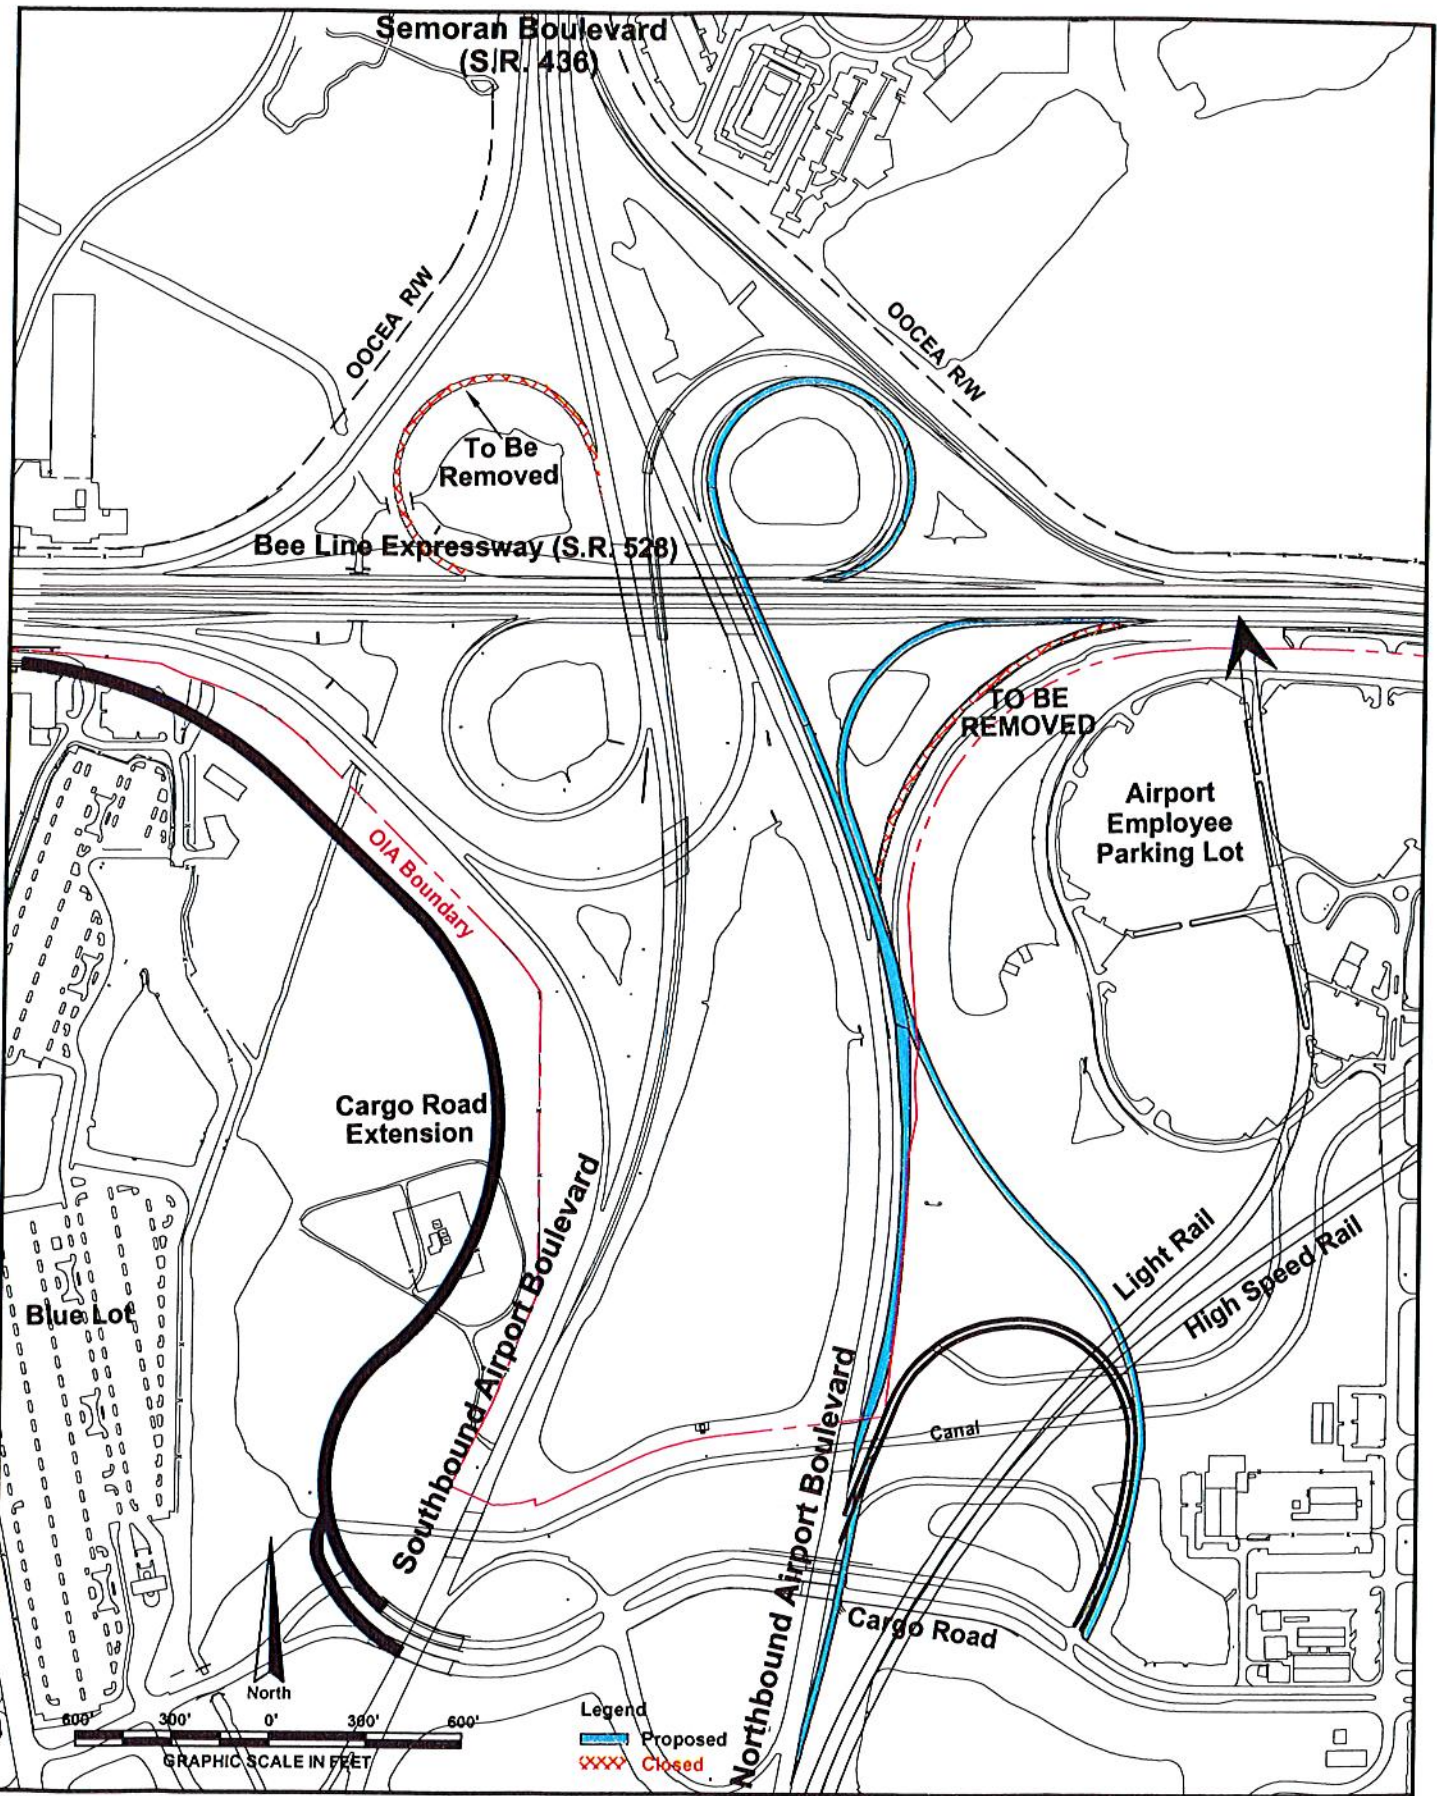 Semoran Boulevard
(S.R. 436)
OOCEA R/W
OOCEA R/W
To Be
Removed
Bee Line Expressway (S.R. 528)
TO BE
REMOVED
Airport
Employee
Parking Lot
OIA Boundary
Cargo Road
Extension
Southbound Airport Boulevard
Light Rail
High Speed Rail
Blue Lot
Northbound Airport Boulevard
Canal
Cargo Road
North
600' 300' 0' 300' 600'
GRAPHIC SCALE IN FEET
Legend
Proposed
Closed